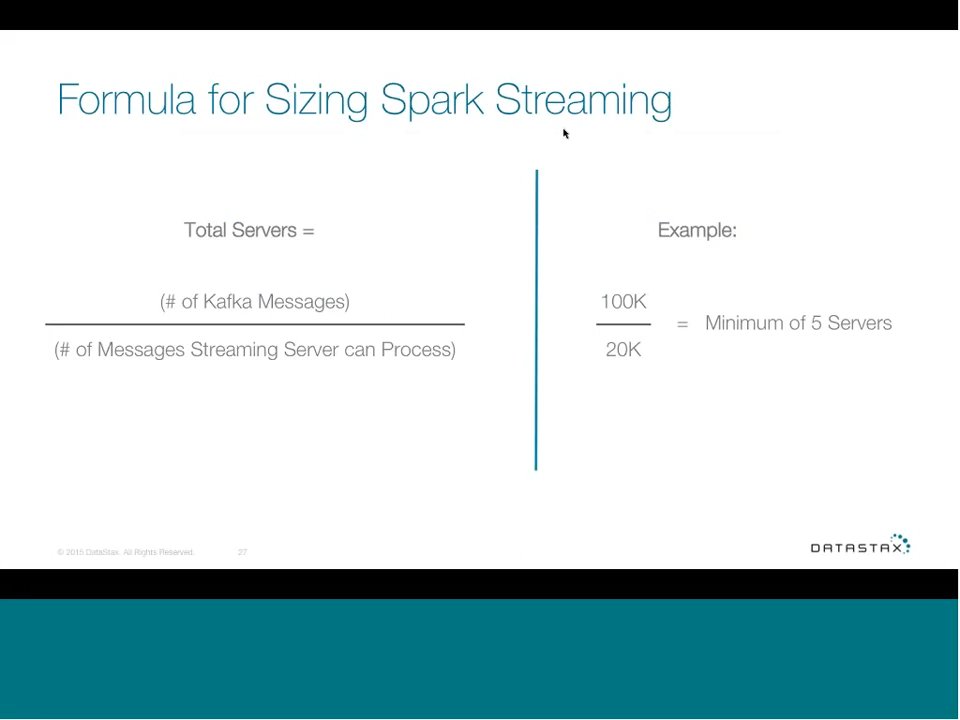 Formula for Sizing Spark Streaming
Total Servers =
(# of Kafka Messages)
(# of Messages Streaming Server can Process)
Example:
100K
20K
= Minimum of 5 Servers
© 2015 DataStax. All Rights Reserved.
27
DATASTAX